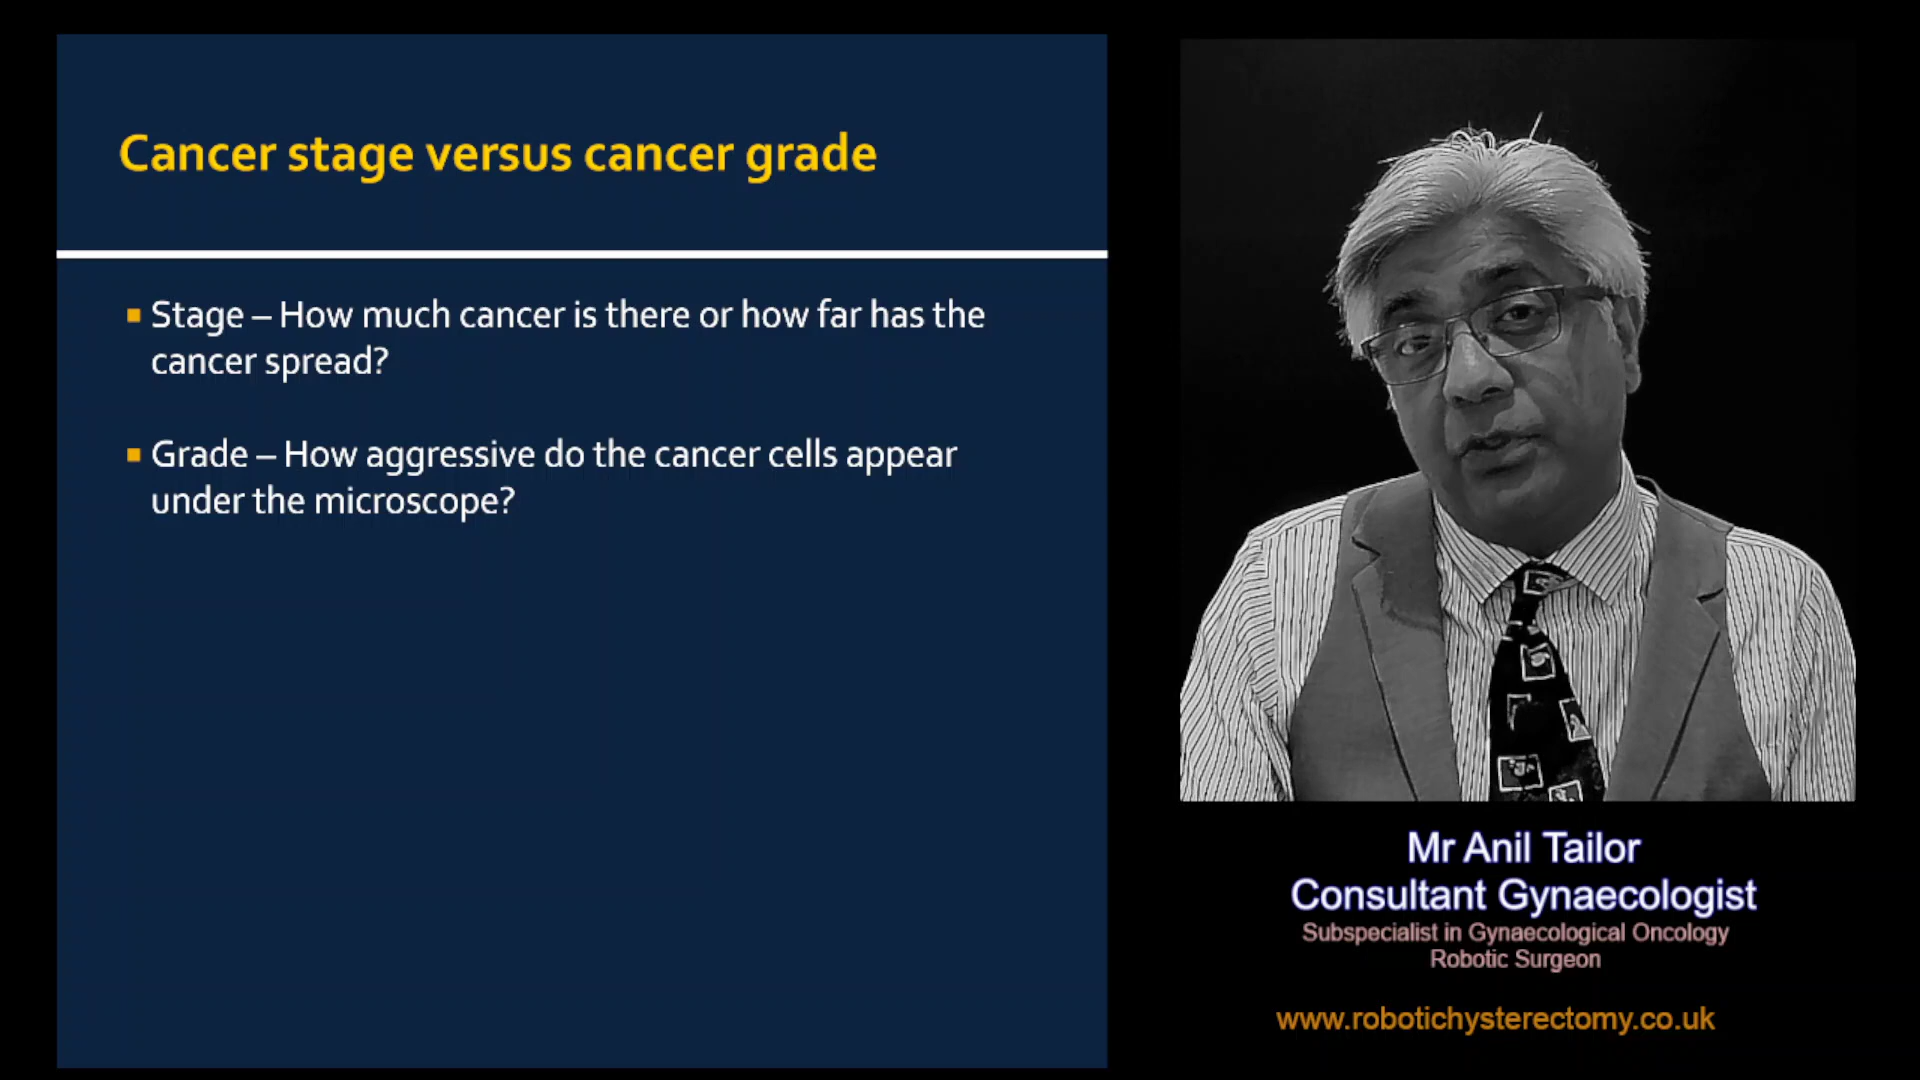 Cancer stage versus cancer grade
▪ Stage – How much cancer is there or how far has the
cancer spread?
▪ Grade – How aggressive do the cancer cells appear
under the microscope?
Mr Anil Tailor
Consultant Gynaecologist
Subspecialist in Gynaecological Oncology
Robotic Surgeon
www.robotichysterectomy.co.uk